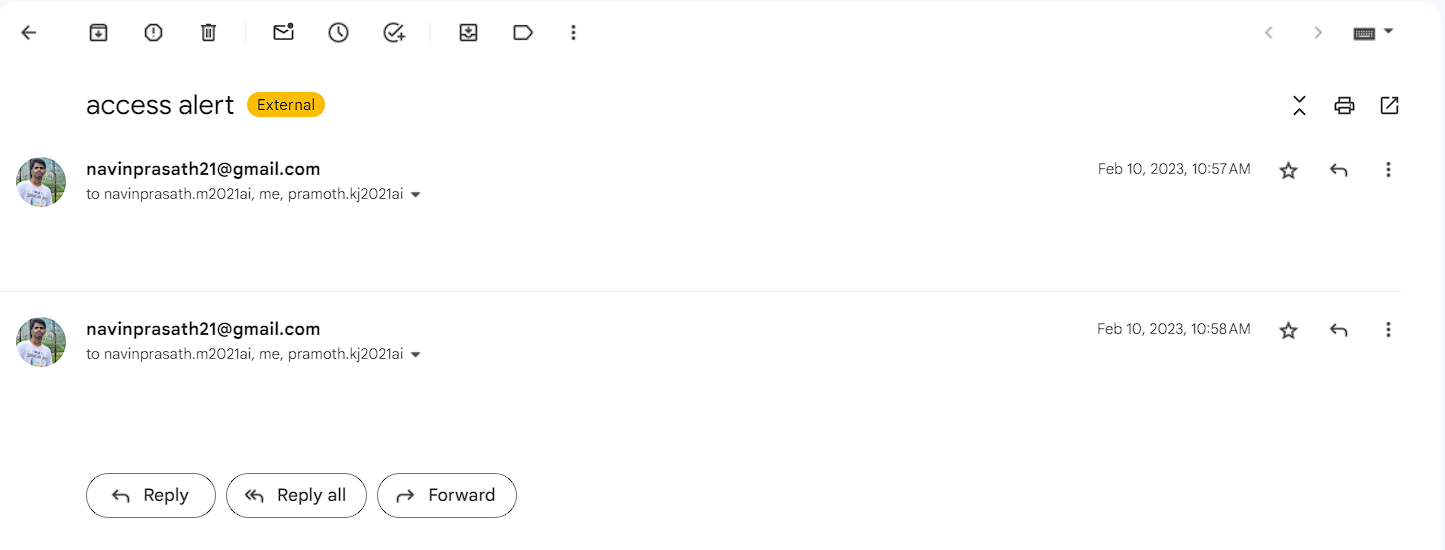 access alert External
navinprasath21@gmail.com Feb 10, 2023, 10:57 AM
to navinprasath.m2021ai, me, pramoth.kj2021ai
navinprasath21@gmail.com Feb 10, 2023, 10:58 AM
to navinprasath.m2021ai, me, pramoth.kj2021ai
Reply Reply all Forward